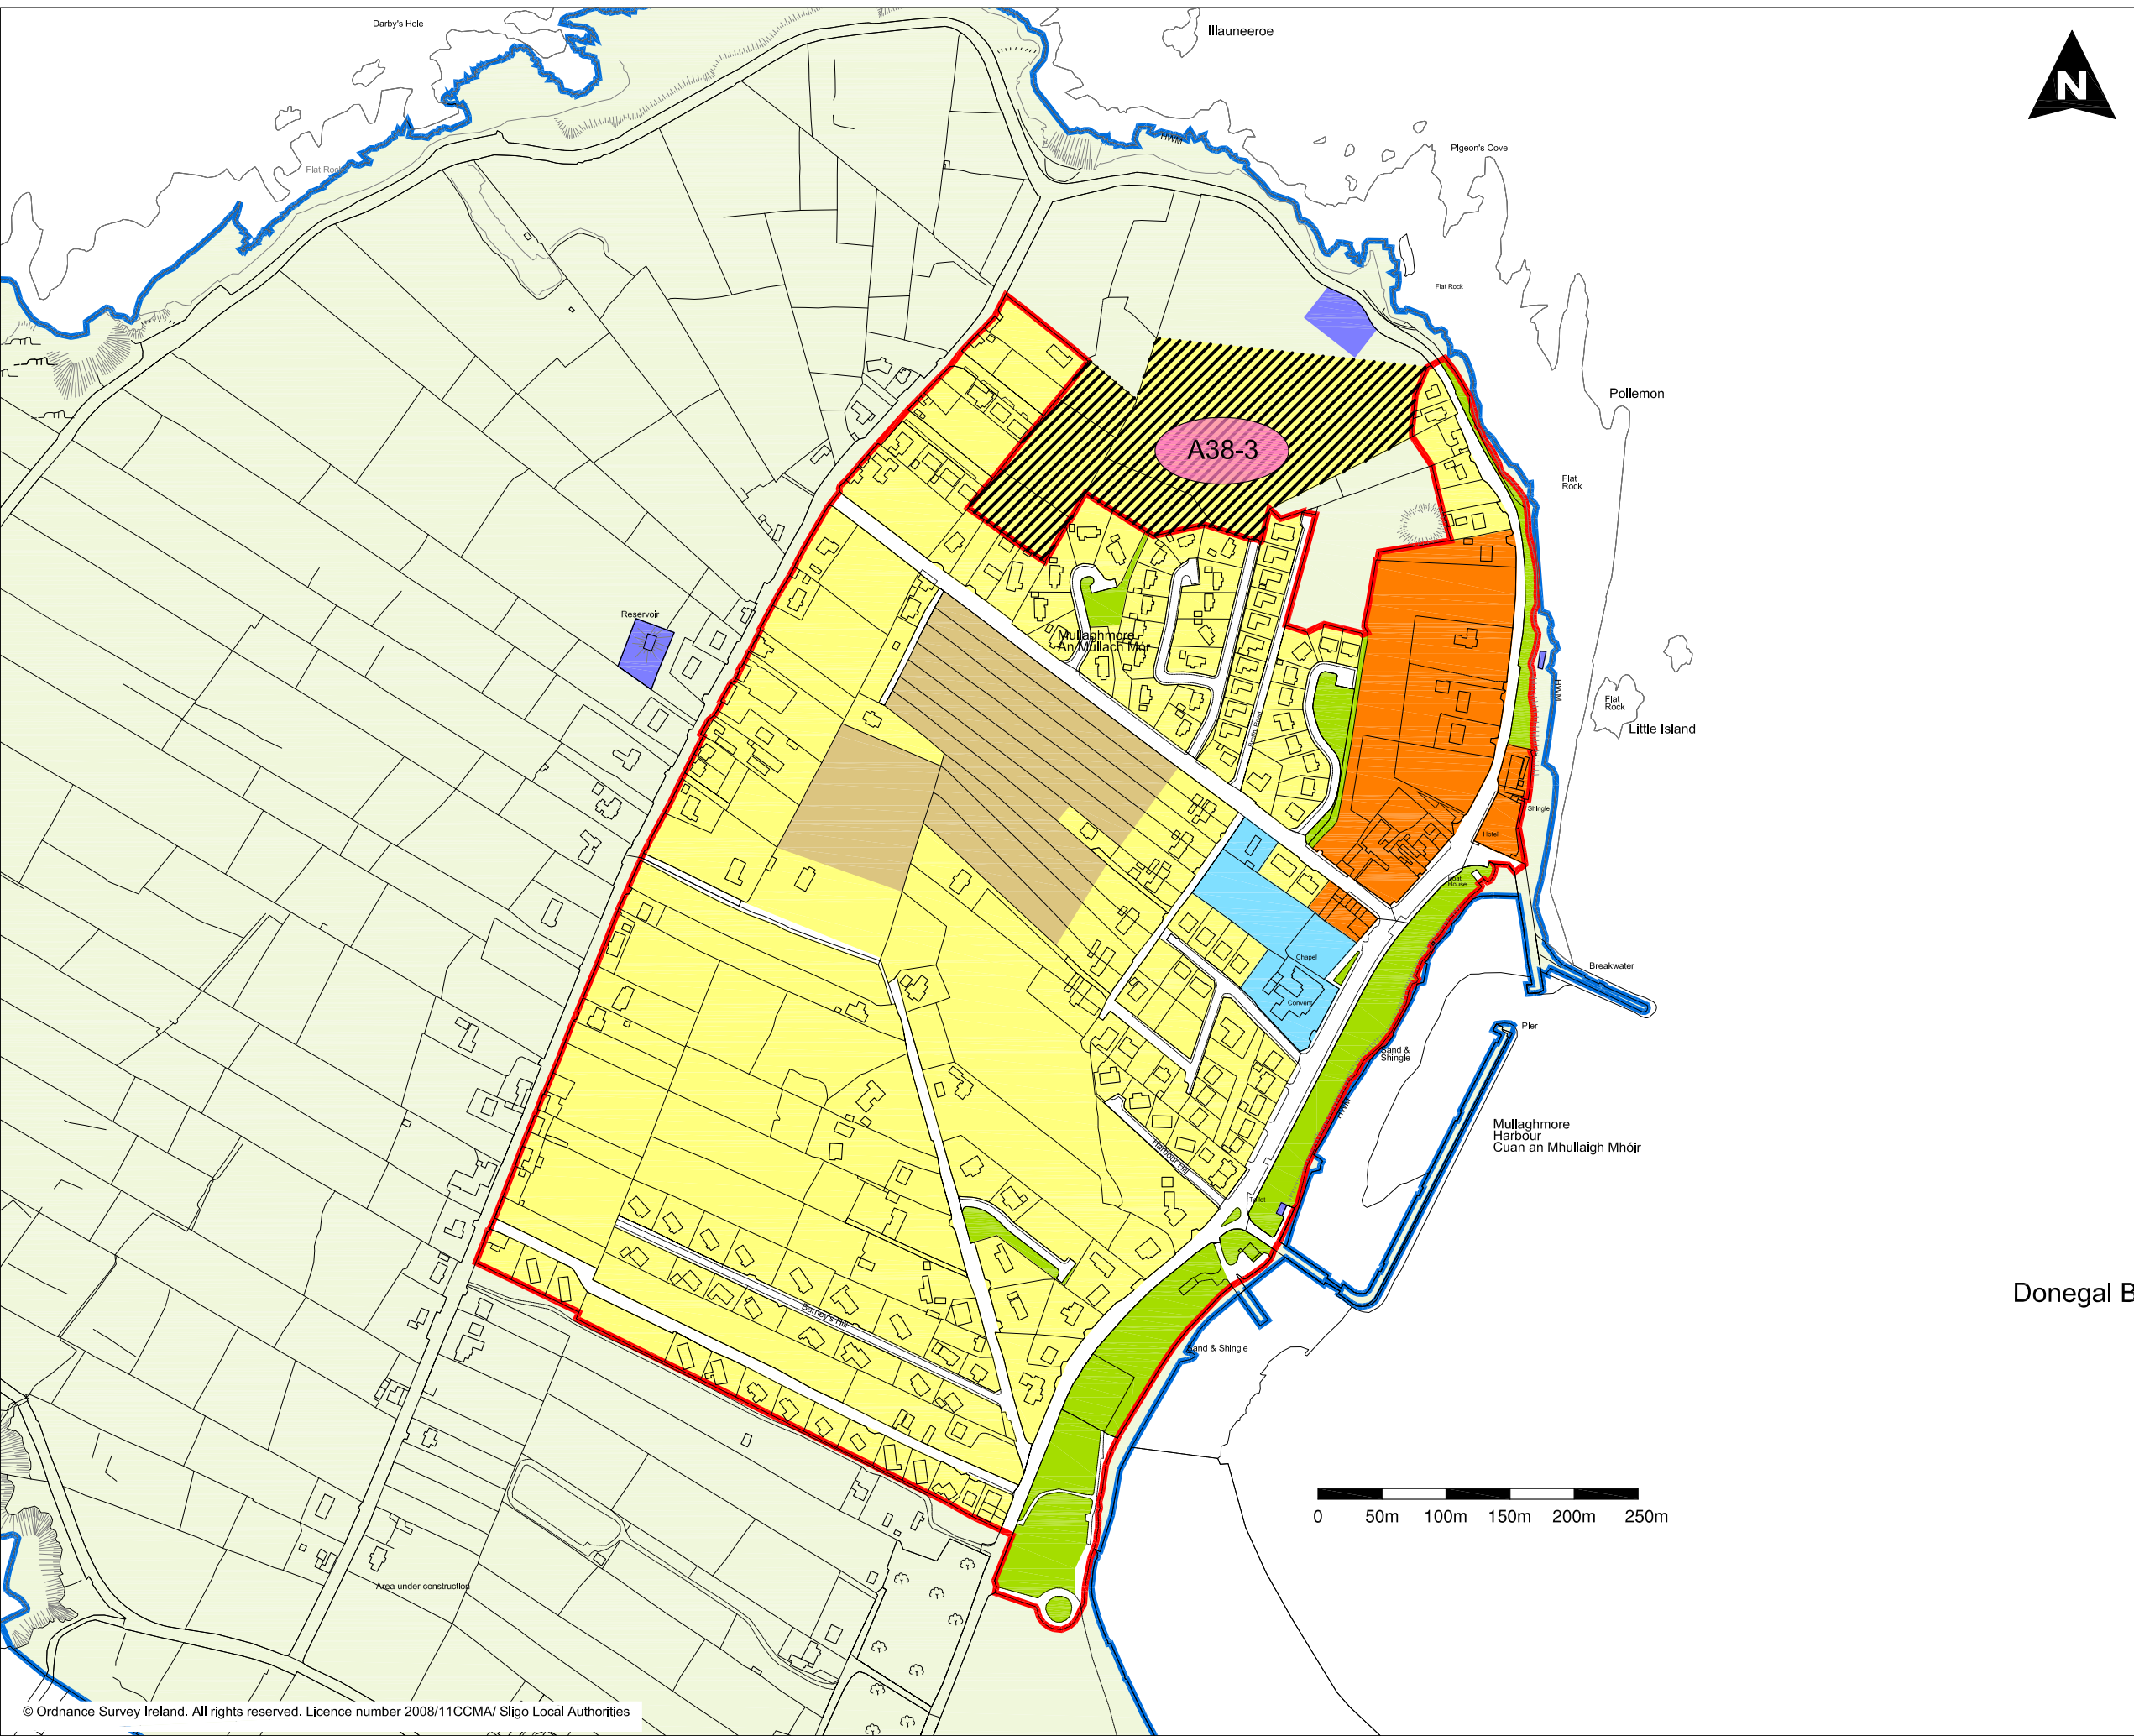 Darby's Hole
Illauneeroe
N
HWM
Pigeon's Cove
Flat Rock
Flat Rock
Pollemon
A38-3
Flat
Rock
Reservoir
Mullaghmore
An Mullach Mór
HWM
Flat
Rock
Little Island
Shingle
Hotel
Boat
House
Chapel
Breakwater
Convent
Pier
Sand &
Shingle
HWM
Mullaghmore
Harbour
Cuan an Mhullaigh Mhóir
Harbour Hill
Toilet
Donegal B
Barney's Hill
Sand & Shingle
0 50m 100m 150m 200m 250m
Area under construction
© Ordnance Survey Ireland. All rights reserved. Licence number 2008/11CCMA/ Sligo Local Authorities